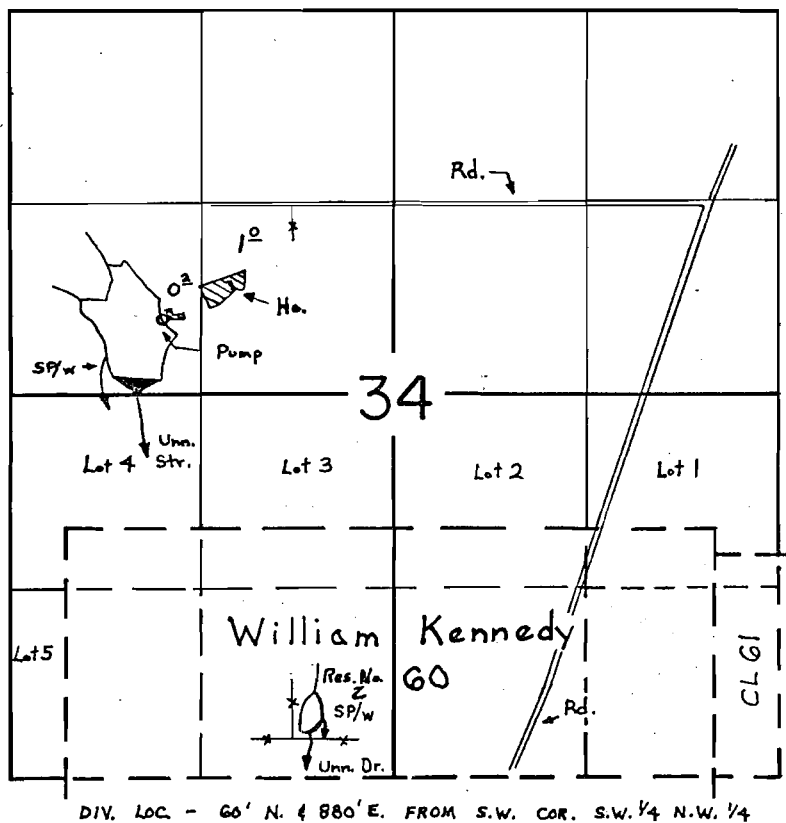 Rd.
1º
0²
Ho.
Pump
SP/W
34
Unn.
Str.
Lot 4
Lot 3
Lot 2
Lot 1
William Kennedy
60
Lot 5
Res. No.
2
SP/W
CL 61
Rd.
Unn. Dr.
DIV. LOC. - 60' N. & 880' E. FROM S.W. COR. S.W. 1/4 N.W. 1/4